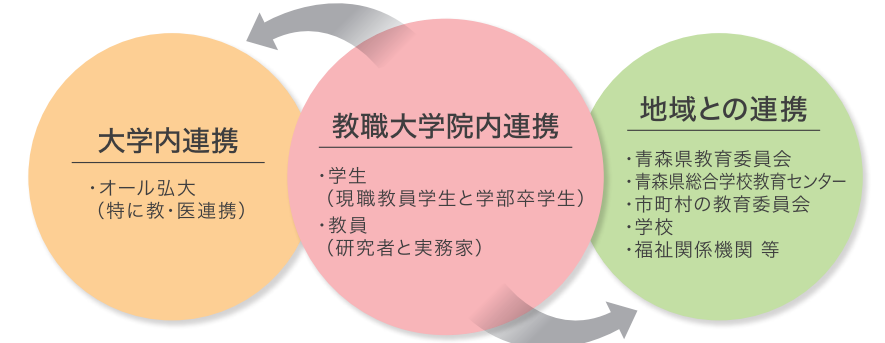 大学内連携
・オール弘大
（特に教・医連携）
教職大学院内連携
・学生
（現職教員学生と学部卒学生）
・教員
（研究者と実務家）
地域との連携
・青森県教育委員会
・青森県総合学校教育センター
・市町村の教育委員会
・学校
・福祉関係機関 等